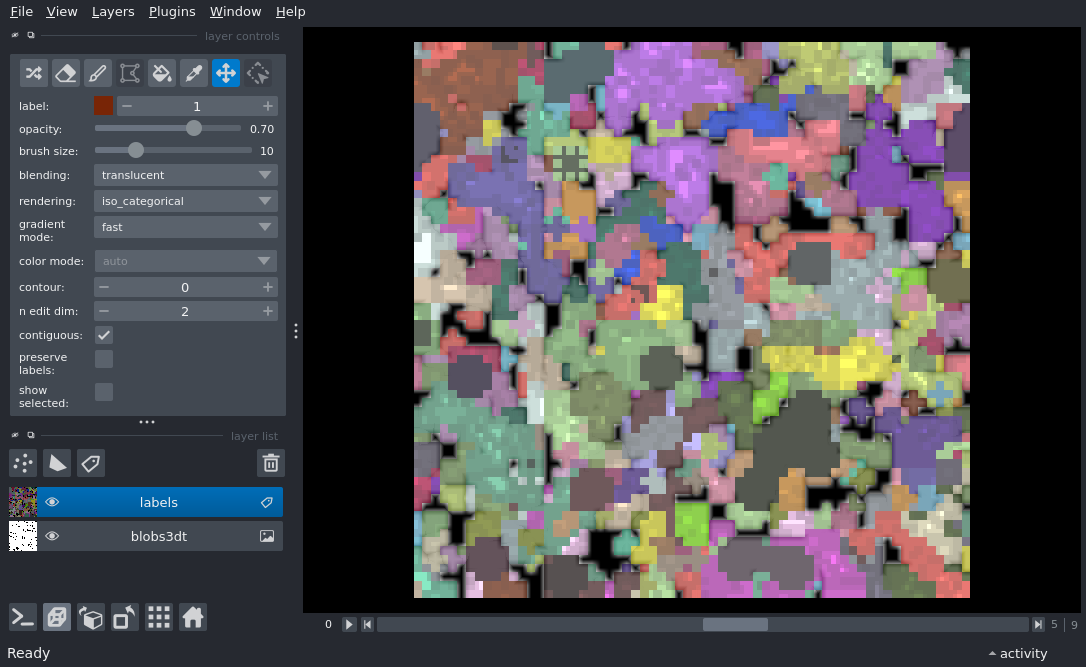 File View Layers Plugins Window Help
layer controls
label: 1
opacity: 0.70
brush size: 10
blending: translucent
rendering: iso_categorical
gradient
mode: fast
color mode: auto
contour: 0
n edit dim: 2
contiguous:
preserve
labels:
show
selected:
layer list
labels
blobs3dt
0 5 | 9
Ready activity